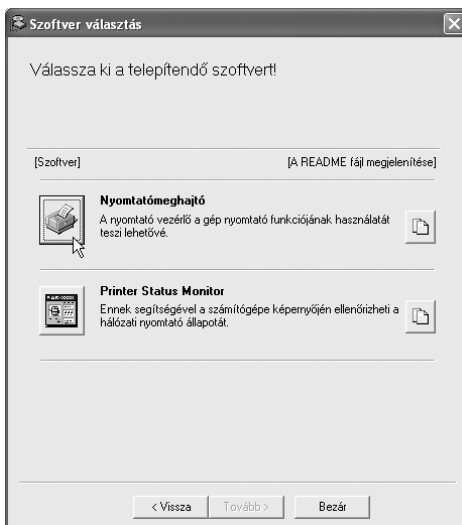 Szoftver választás
Válassza ki a telepítendő szoftvert!
[Szoftver] [A README fájl megjelenítése]
Nyomtatómeghajtó
A nyomtató vezérlő a gép nyomtató funkciójának használatát
teszi lehetővé.
Printer Status Monitor
Ennek segítségével a számítógépe képernyőjén ellenőrizheti a
hálózati nyomtató állapotát.
< Vissza Tovább > Bezár